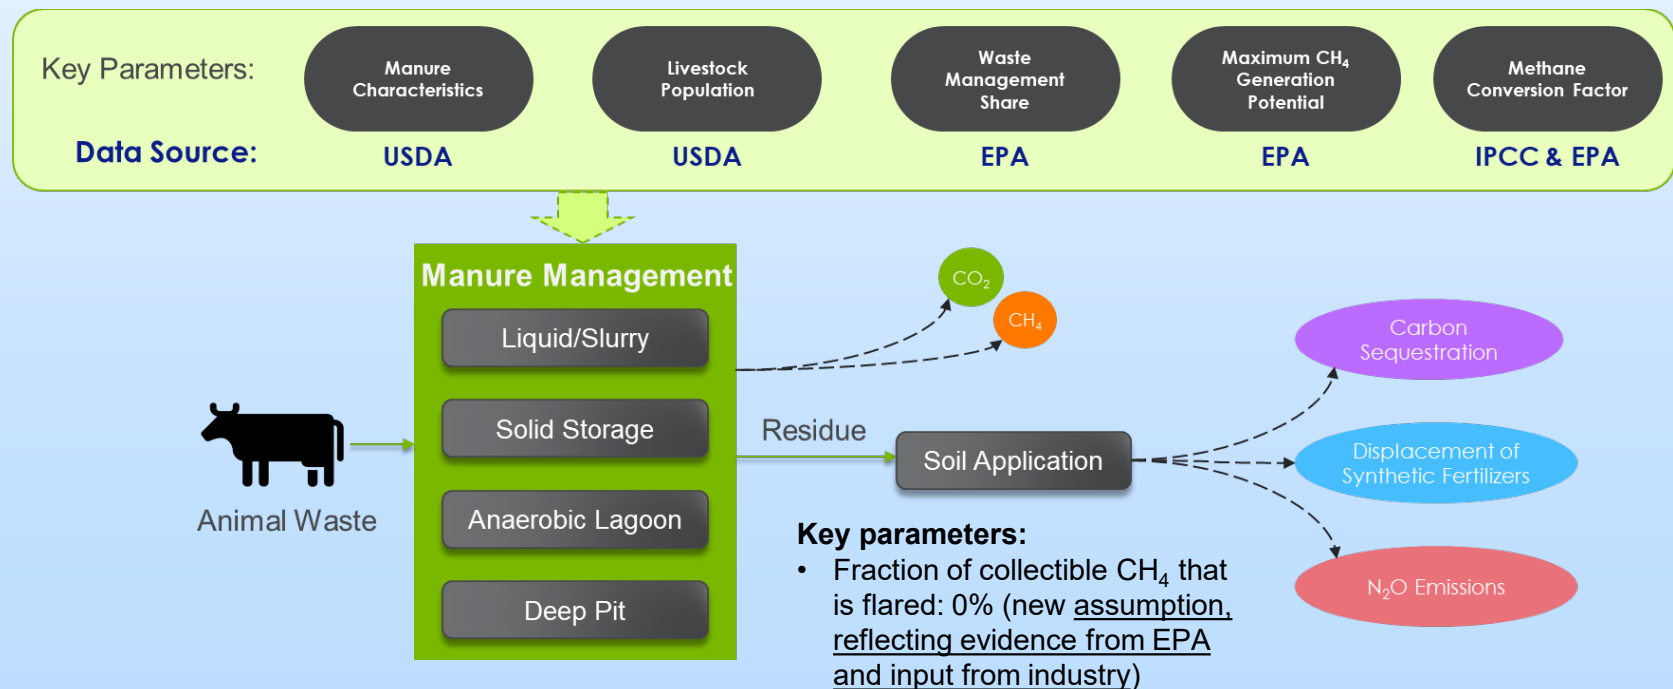 Key Parameters:
Manure
Characteristics
Livestock
Population
Waste
Management
Share
Maximum CH₄
Generation
Potential
Methane
Conversion Factor
Data Source:
USDA
USDA
EPA
EPA
IPCC & EPA
Manure Management
Liquid/Slurry
Solid Storage
Anaerobic Lagoon
Deep Pit
Animal Waste
CO₂
CH₄
Residue
Soil Application
Carbon
Sequestration
Displacement of
Synthetic Fertilizers
N₂O Emissions
Key parameters:
• Fraction of collectible CH₄ that
is flared: 0% (new assumption,
reflecting evidence from EPA
and input from industry)